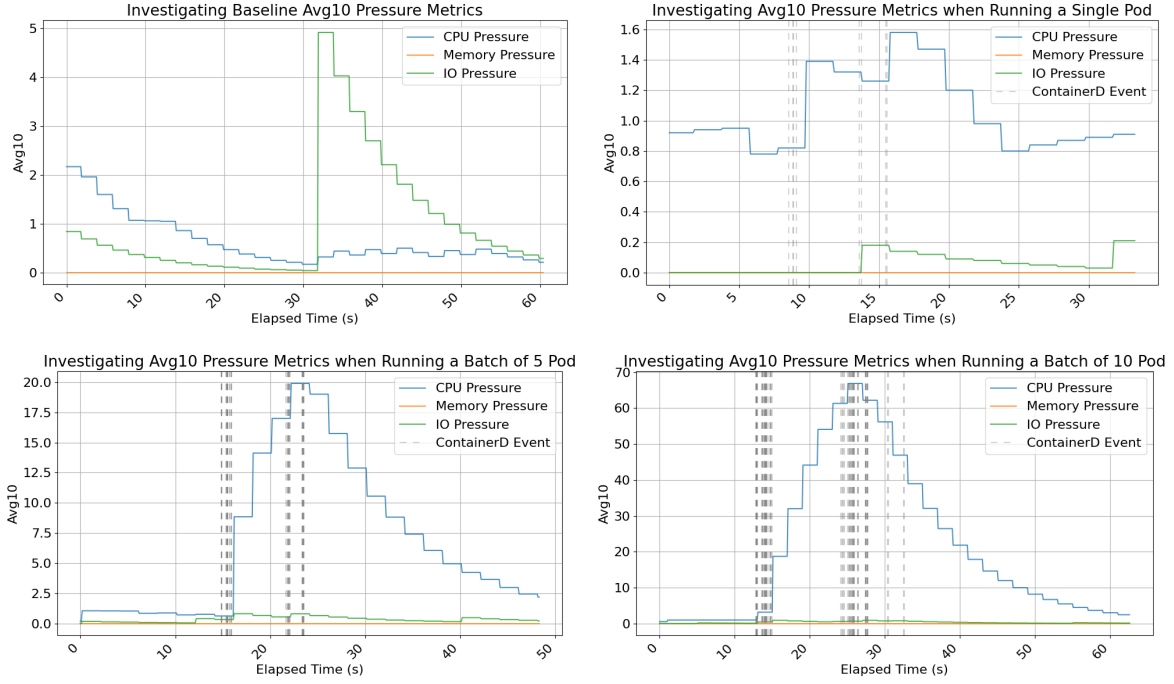 Investigating Baseline Avg10 Pressure Metrics
5
4
3
2
1
0
Avg10
CPU Pressure
Memory Pressure
IO Pressure
0
10
20
30
40
50
60
Elapsed Time (s)
Investigating Avg10 Pressure Metrics when Running a Single Pod
1.6
1.4
1.2
1.0
0.8
0.6
0.4
0.2
0.0
Avg10
CPU Pressure
Memory Pressure
IO Pressure
ContainerD Event
0
5
10
15
20
25
30
Elapsed Time (s)
Investigating Avg10 Pressure Metrics when Running a Batch of 5 Pod
20.0
17.5
15.0
12.5
10.0
7.5
5.0
2.5
0.0
Avg10
CPU Pressure
Memory Pressure
IO Pressure
ContainerD Event
0
10
20
30
40
50
Elapsed Time (s)
Investigating Avg10 Pressure Metrics when Running a Batch of 10 Pod
70
60
50
40
30
20
10
0
Avg10
CPU Pressure
Memory Pressure
IO Pressure
ContainerD Event
0
10
20
30
40
50
60
Elapsed Time (s)